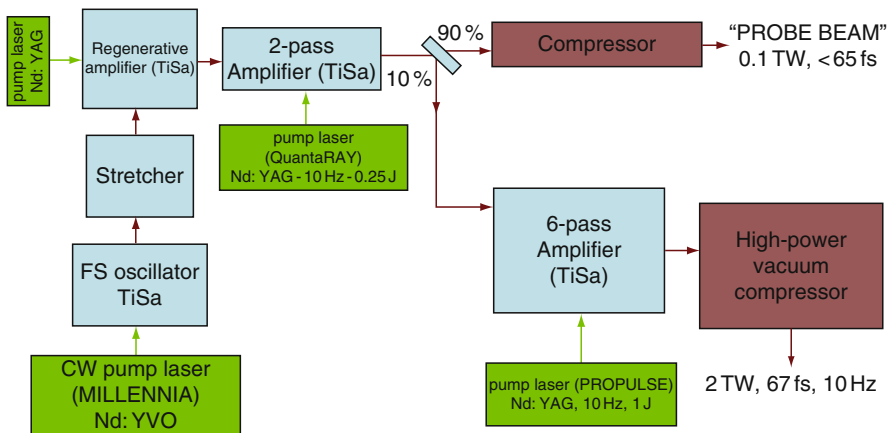 pump laser
Nd: YAG
Regenerative
amplifier (TiSa)
2-pass
Amplifier (TiSa)
90 %
10 %
Compressor
“PROBE BEAM”
0.1 TW, <65 fs
pump laser
(QuantaRAY)
Nd: YAG - 10 Hz - 0.25 J
Stretcher
FS oscillator
TiSa
CW pump laser
(MILLENNIA)
Nd: YVO
6-pass
Amplifier
(TiSa)
High-power
vacuum
compressor
pump laser (PROPULSE)
Nd: YAG, 10 Hz, 1 J
2 TW, 67 fs, 10 Hz